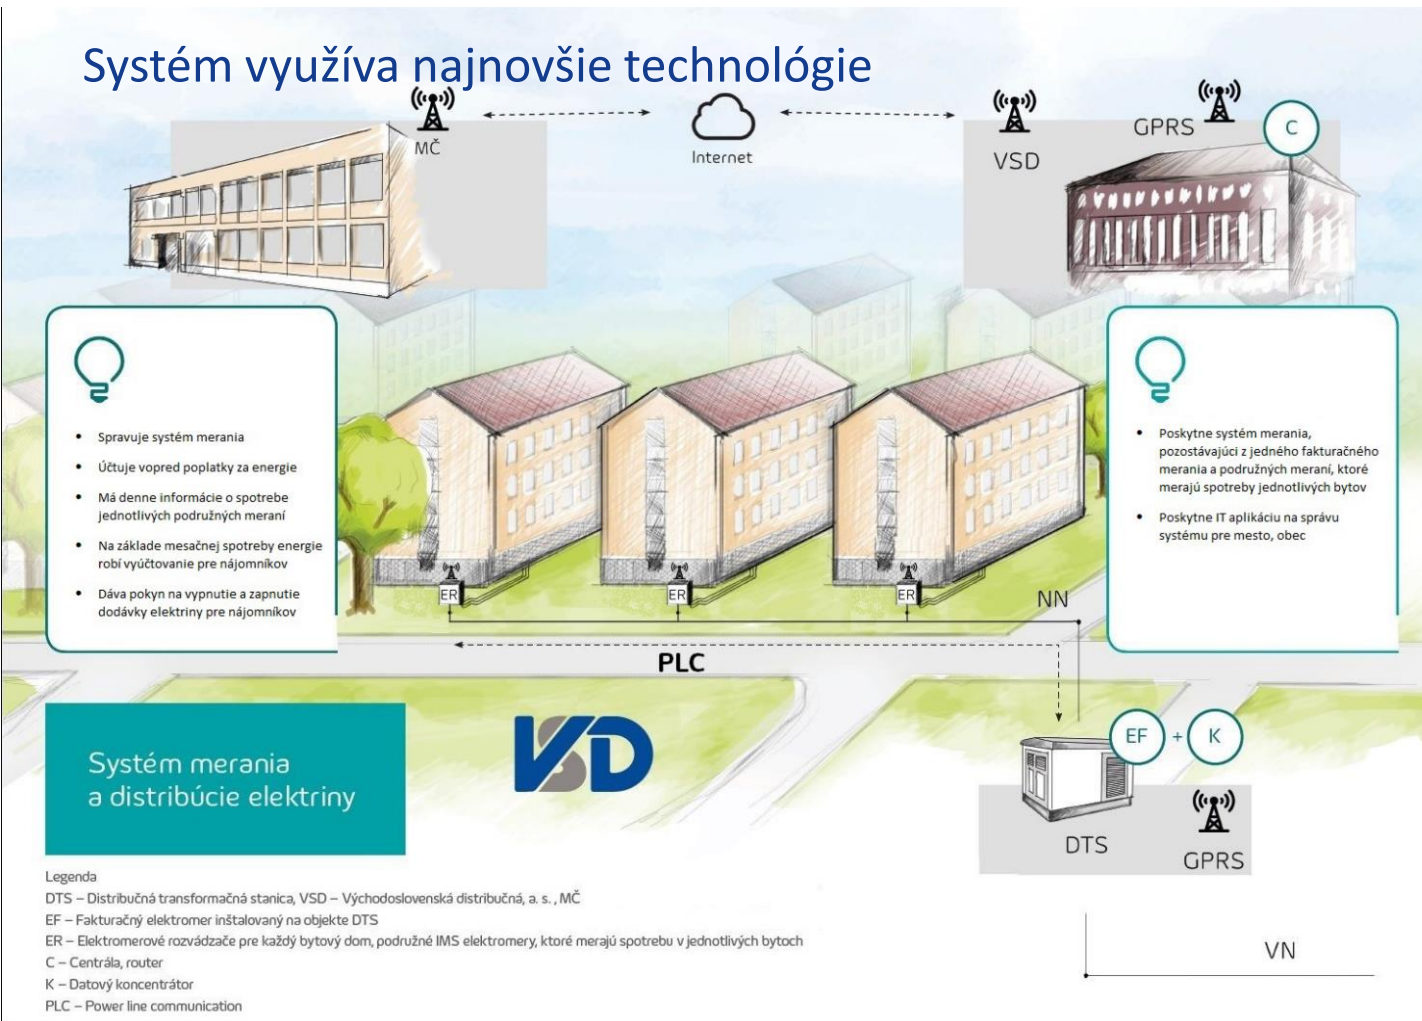 Systém využíva najnovšie technológie
MČ
Internet
VSD
GPRS
C
• Spravuje systém merania
• Účtuje vopred poplatky za energie
• Má denne informácie o spotrebe
jednotlivých podružných meraní
• Na základe mesačnej spotreby energie
robí vyúčtovanie pre nájomníkov
• Dáva pokyn na vypnutie a zapnutie
dodávky elektriny pre nájomníkov
• Poskytne systém merania,
pozostávajúci z jedného fakturačného
merania a podružných meraní, ktoré
merajú spotreby jednotlivých bytov
• Poskytne IT aplikáciu na správu
systému pre mesto, obec
ER
ER
ER
NN
PLC
Systém merania
a distribúcie elektriny
VSD
EF + K
DTS
GPRS
VN
Legenda
DTS – Distribučná transformačná stanica, VSD – Východoslovenská distribučná, a. s. , MČ
EF – Fakturačný elektromer inštalovaný na objekte DTS
ER – Elektromerové rozvádzače pre každý bytový dom, podružné IMS elektromery, ktoré merajú spotrebu v jednotlivých bytoch
C – Centrála, router
K – Datový koncentrátor
PLC – Power line communication